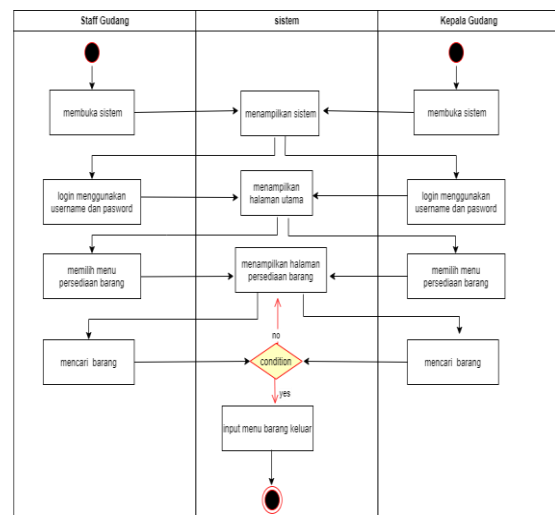 Staff Gudang
sistem
Kepala Gudang
membuka sistem
menampilkan sistem
membuka sistem
login menggunakan
username dan pasword
menampilkan
halaman utama
login menggunakan
username dan pasword
memilih menu
persediaan barang
menampilkan halaman
persediaan barang
memilih menu
persediaan barang
no
mencari barang
condition
mencari barang
yes
input menu barang keluar